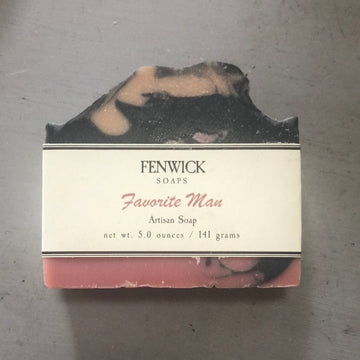 FENWICK
SOAPS
Favorite Man
Artisan Soap
net wt. 5.0 ounces / 141 grams